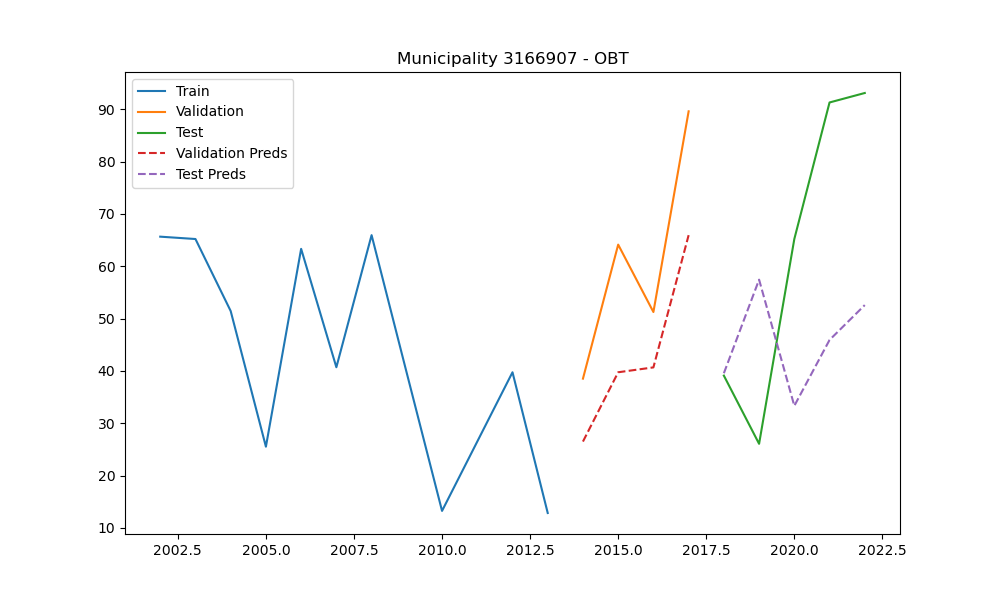 Municipality 3166907 - OBT
Train
Validation
Test
Validation Preds
Test Preds
90
80
70
60
50
40
30
20
10
2002.5 2005.0 2007.5 2010.0 2012.5 2015.0 2017.5 2020.0 2022.5